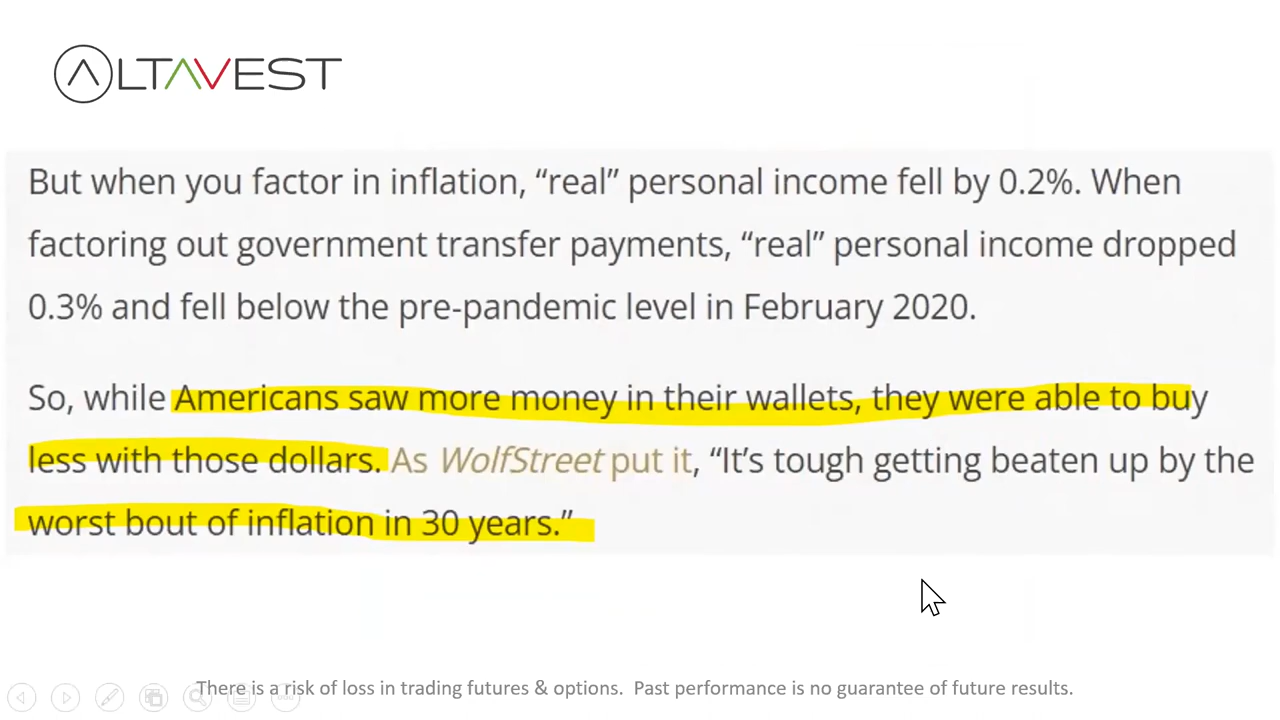 ALTAVEST
But when you factor in inflation, “real” personal income fell by 0.2%. When
factoring out government transfer payments, “real” personal income dropped
0.3% and fell below the pre-pandemic level in February 2020.
So, while Americans saw more money in their wallets, they were able to buy
less with those dollars. As WolfStreet put it, “It’s tough getting beaten up by the
worst bout of inflation in 30 years.”
There is a risk of loss in trading futures & options.  Past performance is no guarantee of future results.